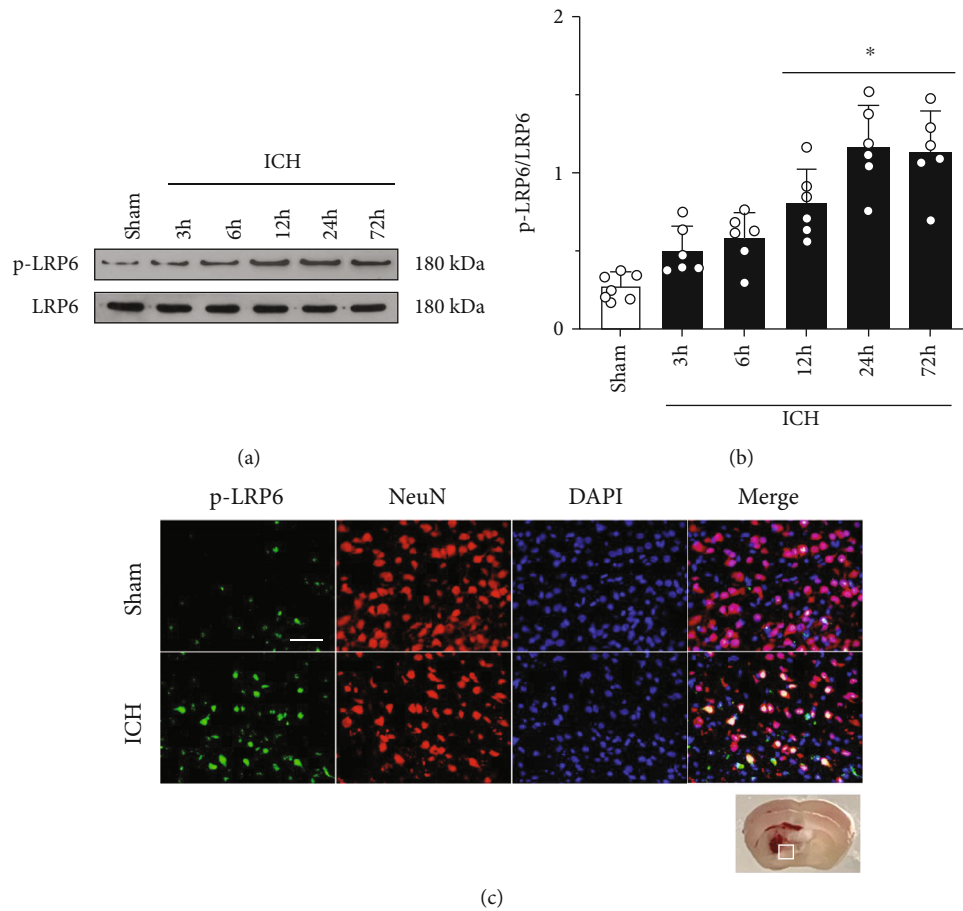 ICH
Sham 3h 6h 12h 24h 72h
p-LRP6 180 kDa
LRP6 180 kDa
(a)
2
1
0
p-LRP6/LRP6
*
Sham 3h 6h 12h 24h 72h
ICH
(b)
p-LRP6 NeuN DAPI Merge
Sham
ICH
(c)